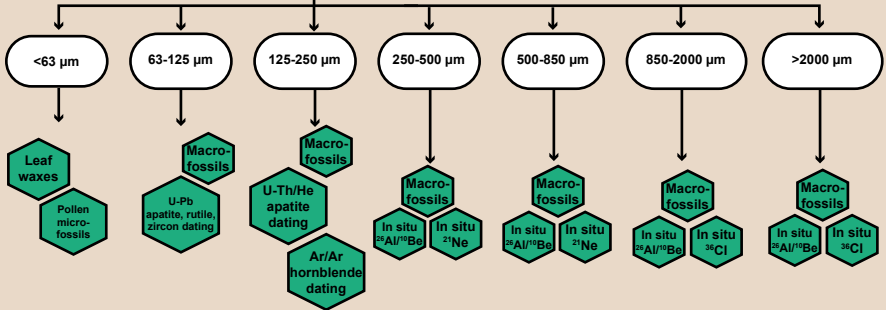 <63 µm
63-125 µm
125-250 µm
250-500 µm
500-850 µm
850-2000 µm
>2000 µm
Leaf
waxes
Pollen
micro-
fossils
Macro-
fossils
U-Pb
apatite, rutile,
zircon dating
Macro-
fossils
U-Th/He
apatite
dating
Ar/Ar
hornblende
dating
Macro-
fossils
In situ
²⁶Al/¹⁰Be
In situ
²¹Ne
Macro-
fossils
In situ
²⁶Al/¹⁰Be
In situ
²¹Ne
Macro-
fossils
In situ
²⁶Al/¹⁰Be
In situ
³⁶Cl
Macro-
fossils
In situ
²⁶Al/¹⁰Be
In situ
³⁶Cl